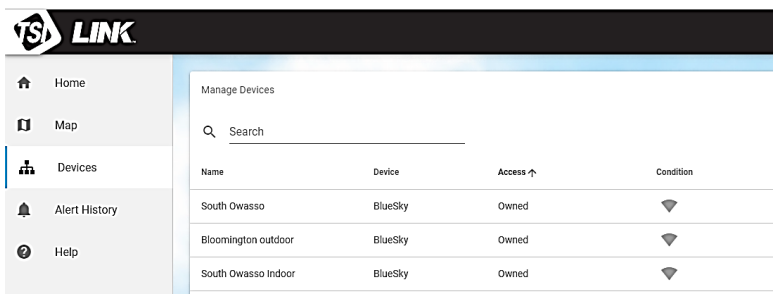 TSI LINK
Home
Map
Devices
Alert History
Help
Manage Devices
Search
Name Device Access Condition
South Owasso BlueSky Owned
Bloomington outdoor BlueSky Owned
South Owasso Indoor BlueSky Owned